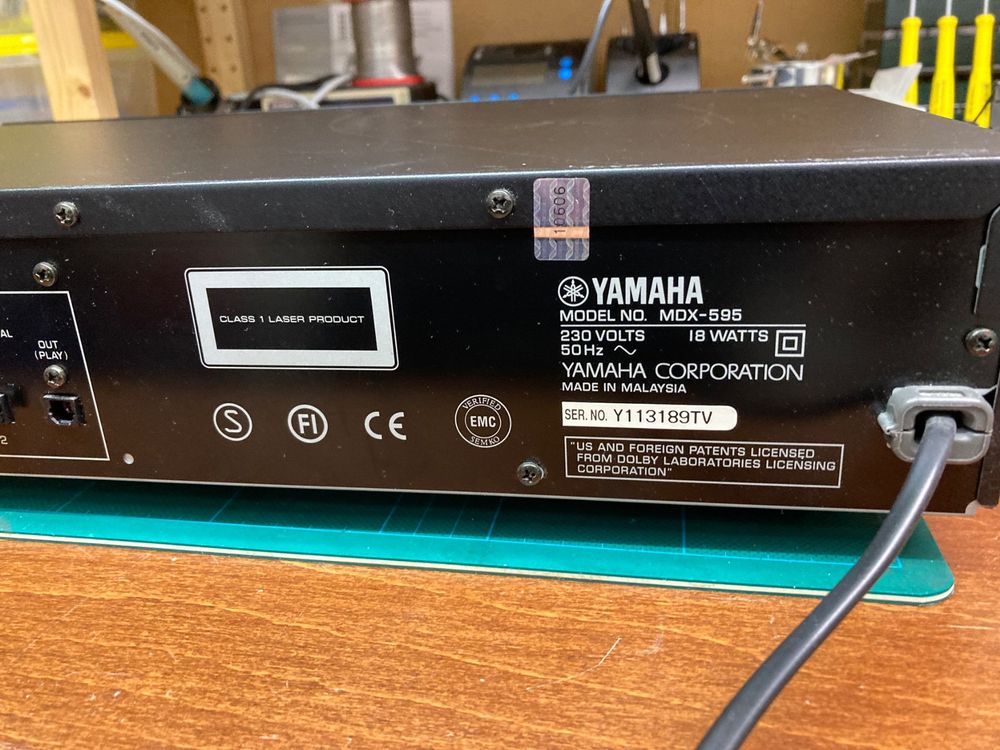 10606
YAMAHA
MODEL NO. MDX-595
230 VOLTS 18 WATTS
50Hz ~
YAMAHA CORPORATION
MADE IN MALAYSIA
SER. NO. Y113189TV
"US AND FOREIGN PATENTS LICENSED
FROM DOLBY LABORATORIES LICENSING
CORPORATION"
CLASS 1 LASER PRODUCT
S
FI
CE
VERIFIED
EMC
SEMKO
AL
OUT
(PLAY)
2